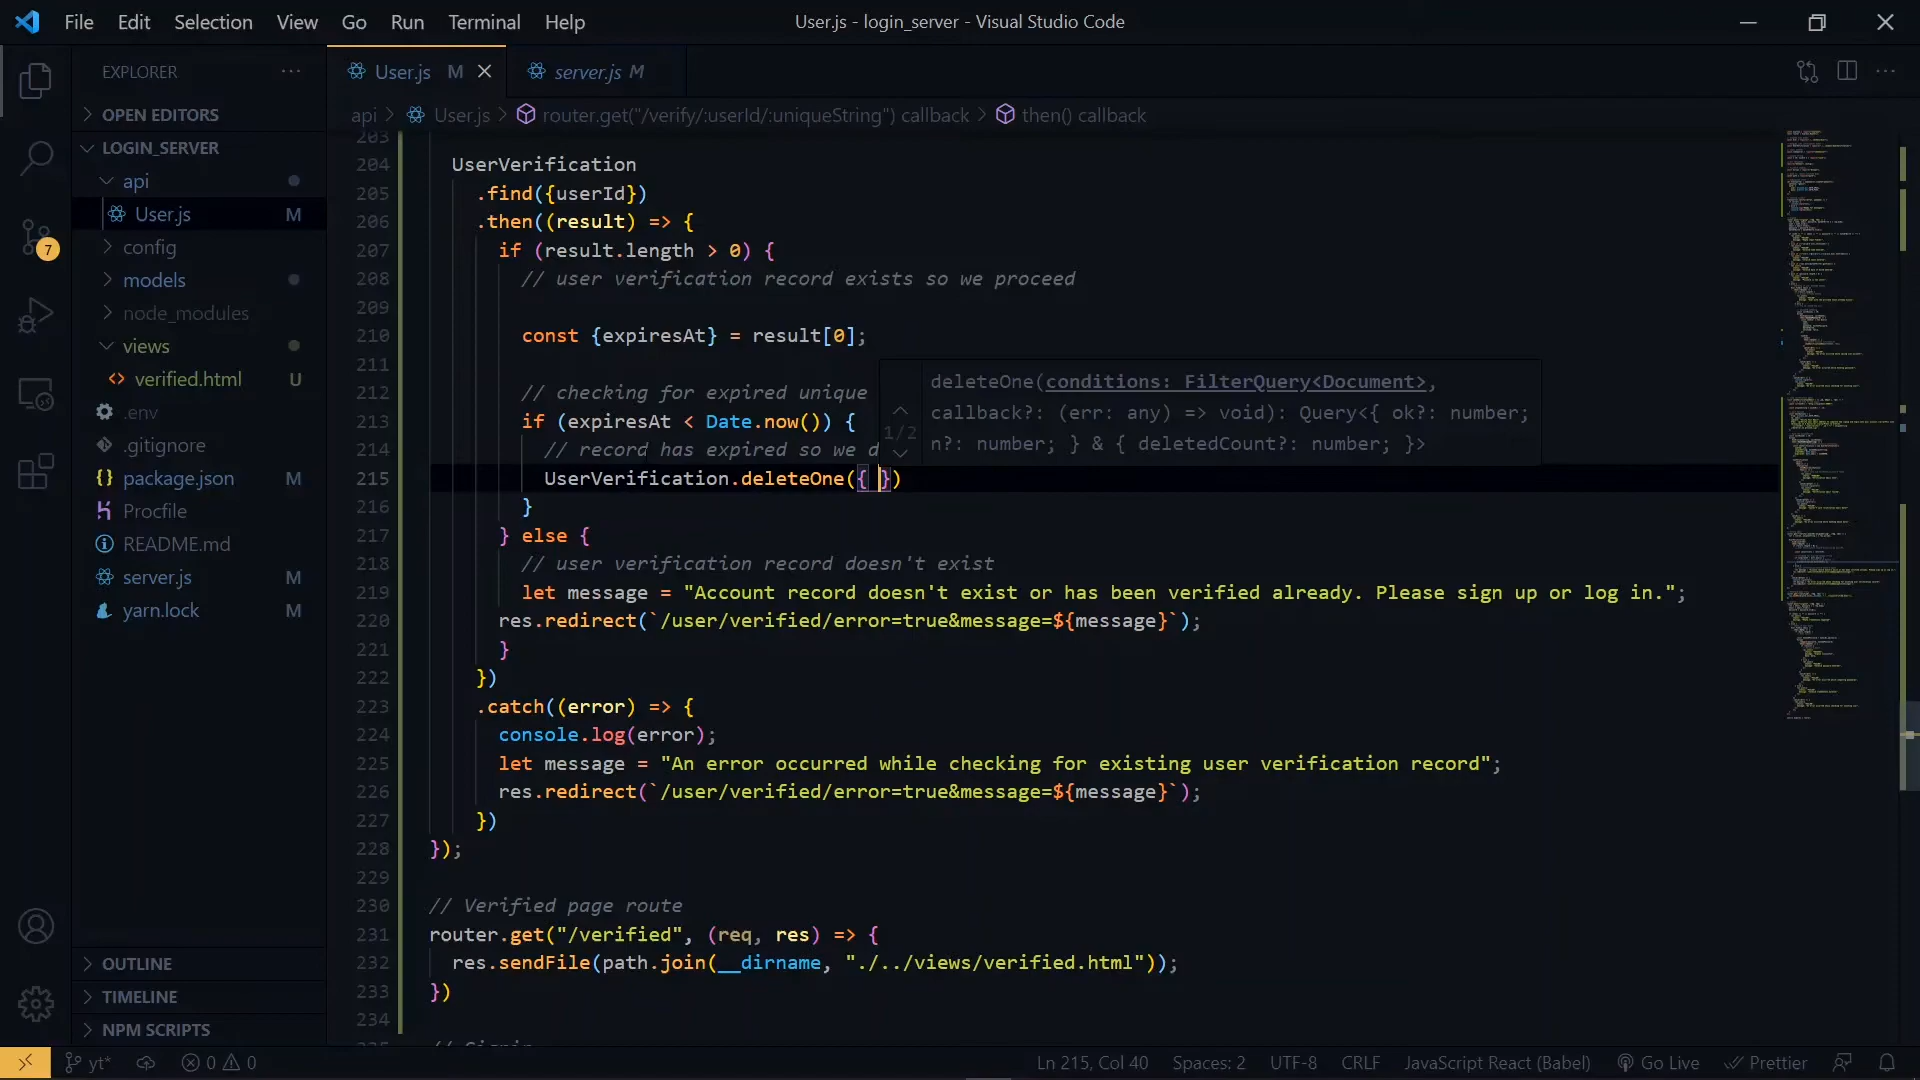 File Edit Selection View Go Run Terminal Help
User.js - login_server - Visual Studio Code
EXPLORER
User.js M
server.js M
OPEN EDITORS
api > User.js > router.get("/verify/:userId/:uniqueString") callback > then() callback
LOGIN_SERVER
api
User.js M
config
models
node_modules
views
verified.html U
.env
.gitignore
package.json M
Procfile
README.md
server.js M
yarn.lock M
7
OUTLINE
TIMELINE
NPM SCRIPTS
203
204 UserVerification
205 .find({userId})
206 .then((result) => {
207 if (result.length > 0) {
208 // user verification record exists so we proceed
209
210 const {expiresAt} = result[0];
211
212 // checking for expired unique
213 if (expiresAt < Date.now()) {
214 // record has expired so we d
215 UserVerification.deleteOne({ })
216 }
217 } else {
218 // user verification record doesn't exist
219 let message = "Account record doesn't exist or has been verified already. Please sign up or log in.";
220 res.redirect(`/user/verified/error=true&message=${message}`);
221 }
222 })
223 .catch((error) => {
224 console.log(error);
225 let message = "An error occurred while checking for existing user verification record";
226 res.redirect(`/user/verified/error=true&message=${message}`);
227 })
228 });
229
230 // Verified page route
231 router.get("/verified", (req, res) => {
232 res.sendFile(path.join(__dirname, "./../views/verified.html"));
233 })
234
deleteOne(conditions: FilterQuery<Document>,
callback?: (err: any) => void): Query<{ ok?: number;
1/2
n?: number; } & { deletedCount?: number; }>
yt* 0 0
Ln 215, Col 40 Spaces: 2 UTF-8 CRLF JavaScript React (Babel) Go Live Prettier